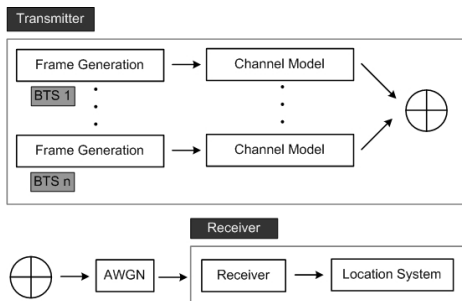 Transmitter
Frame Generation
Channel Model
BTS 1
Frame Generation
Channel Model
BTS n
Receiver
AWGN
Receiver
Location System